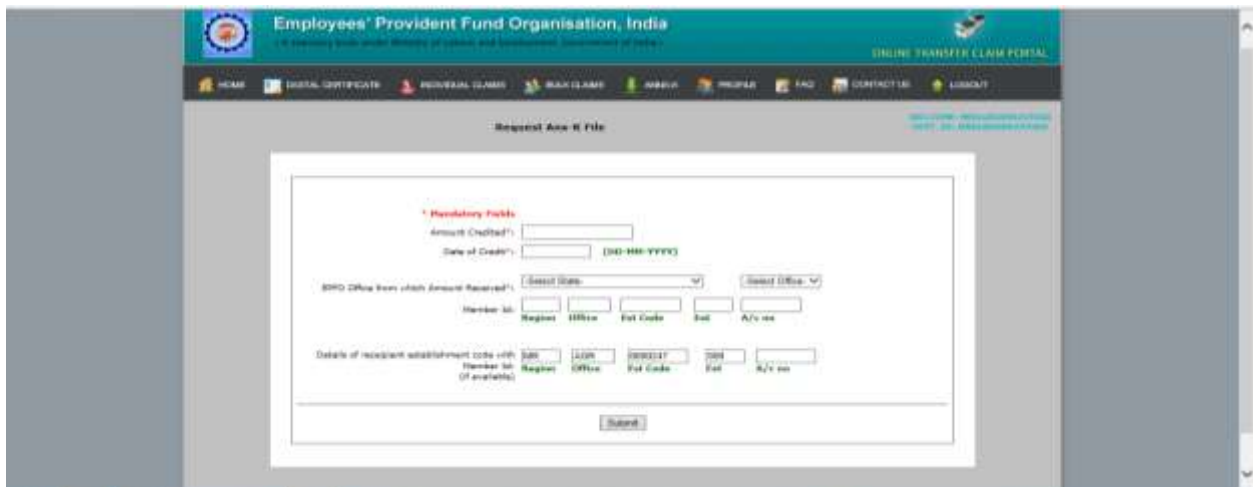 Employees' Provident Fund Organisation, India
ONLINE TRANSFER CLAIM PORTAL
HOME DIGITAL CERTIFICATE INDIVIDUAL CLAIMS BULK CLAIMS PROFILE FAQ CONTACT US LOGOUT
Request Ann-K File
* Mandatory Fields
Amount Credited*:
Date of Credit*: (DD-MM-YYYY)
EPFO Office from which Amount Received*: -Select State- -Select Office-
Member Id:
Region Office Est Code Ext A/c no
Details of recepient establishment code with
Member Id:
Region Office Est Code Ext A/c no
(if available)
Submit